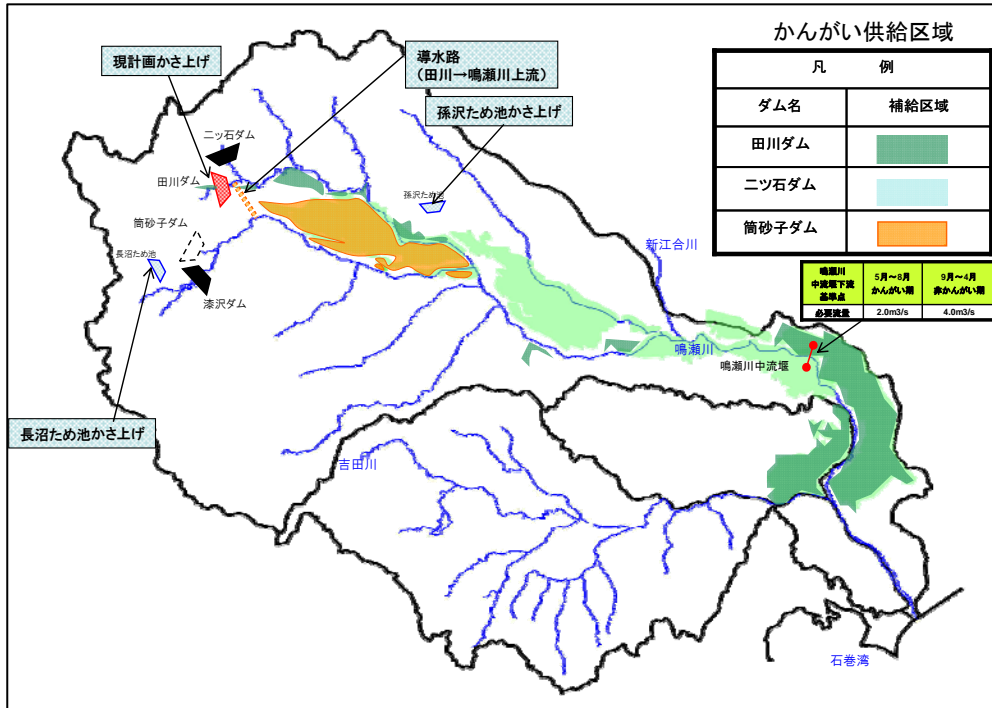 かんがい供給区域
凡　例
ダム名 補給区域
田川ダム
二ツ石ダム
筒砂子ダム
鳴瀬川
中流堰下流
基準点
5月～8月
かんがい期
9月～4月
非かんがい期
必要流量 2.0m3/s 4.0m3/s
現計画かさ上げ
導水路
（田川→鳴瀬川上流）
孫沢ため池かさ上げ
二ツ石ダム
田川ダム
孫沢ため池
筒砂子ダム
長沼ため池
漆沢ダム
新江合川
鳴瀬川
鳴瀬川中流堰
長沼ため池かさ上げ
吉田川
石巻湾